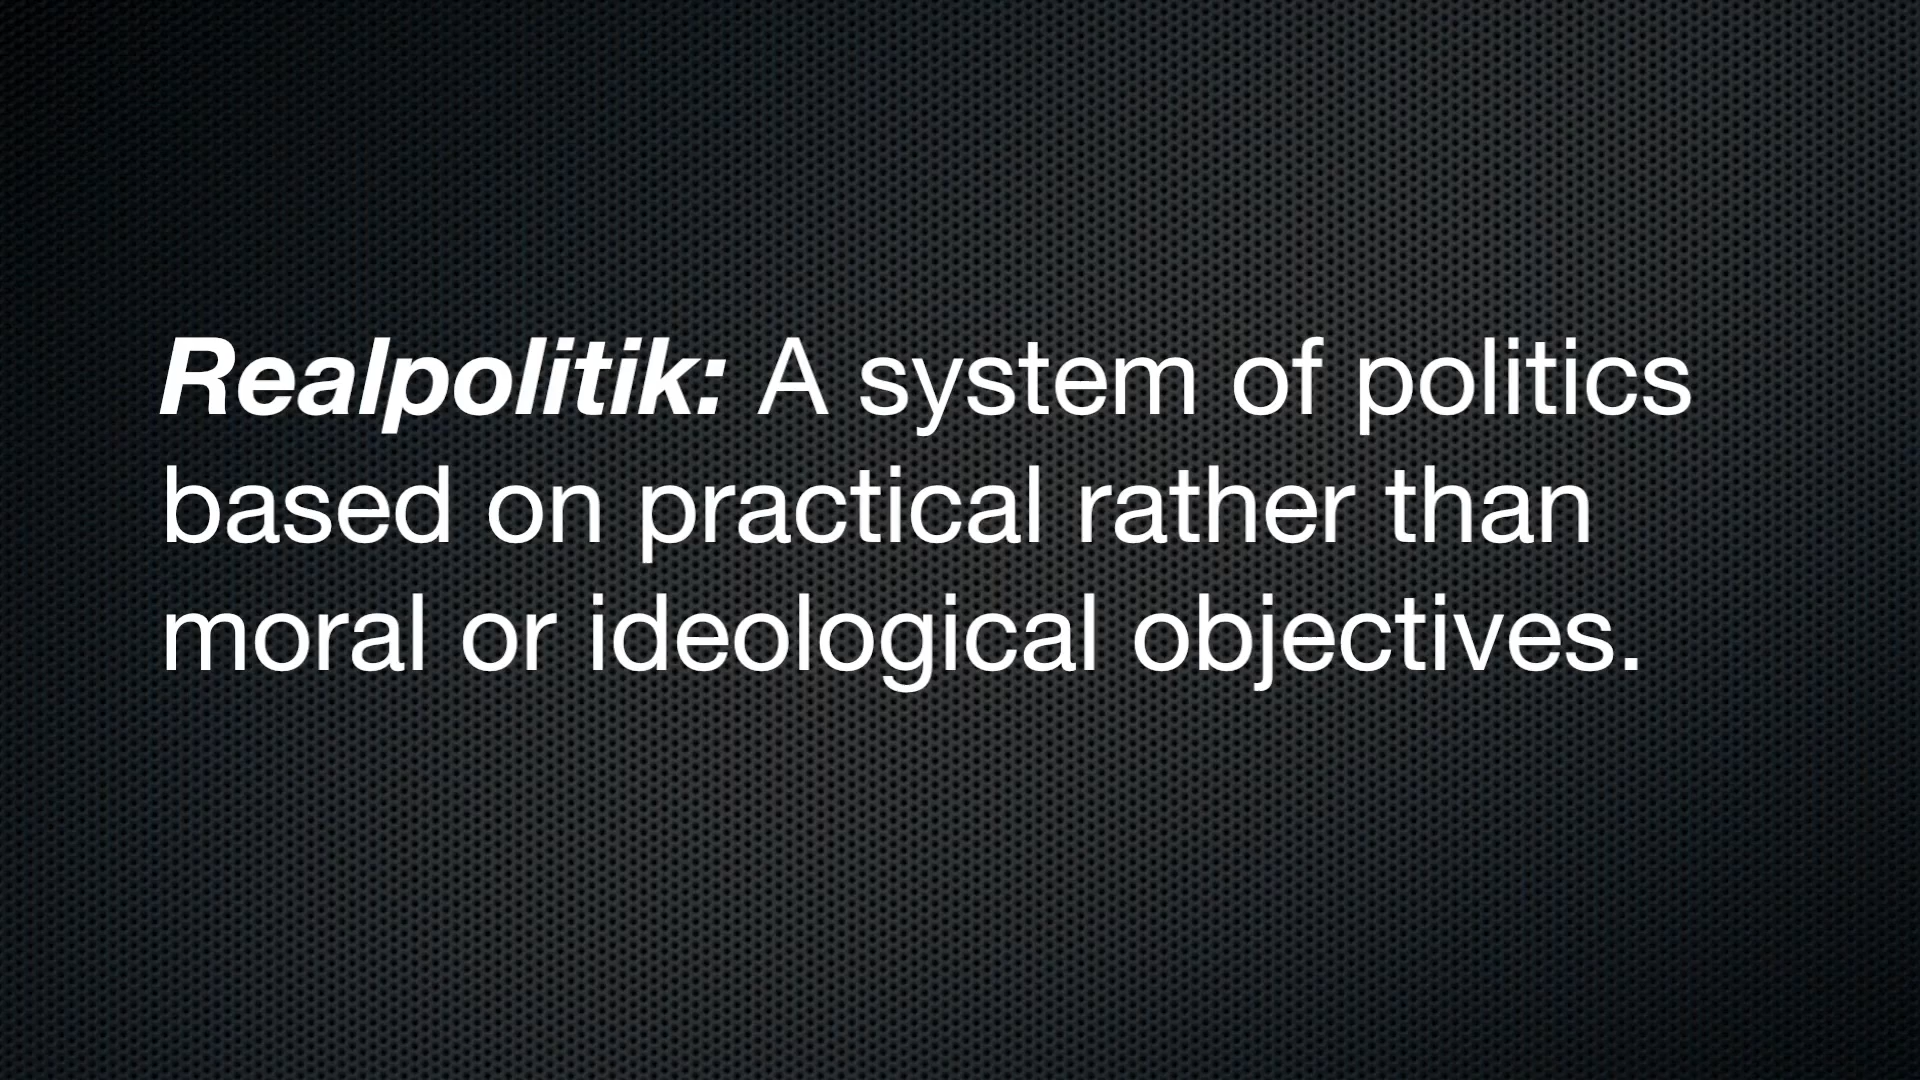 Realpolitik: A system of politics
based on practical rather than
moral or ideological objectives.